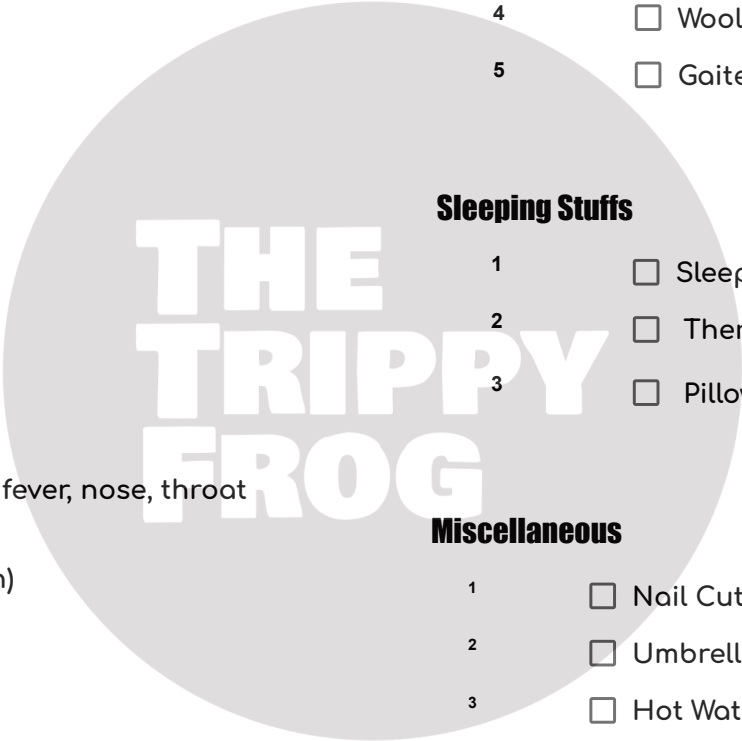 4 Wool
5 Gaite
Sleeping Stuffs
1 Sleep
2 Ther
3 Pillo
THE
TRIPPY
FROG
fever, nose, throat
)
Miscellaneous
1 Nail Cut
2 Umbrell
3 Hot Wat